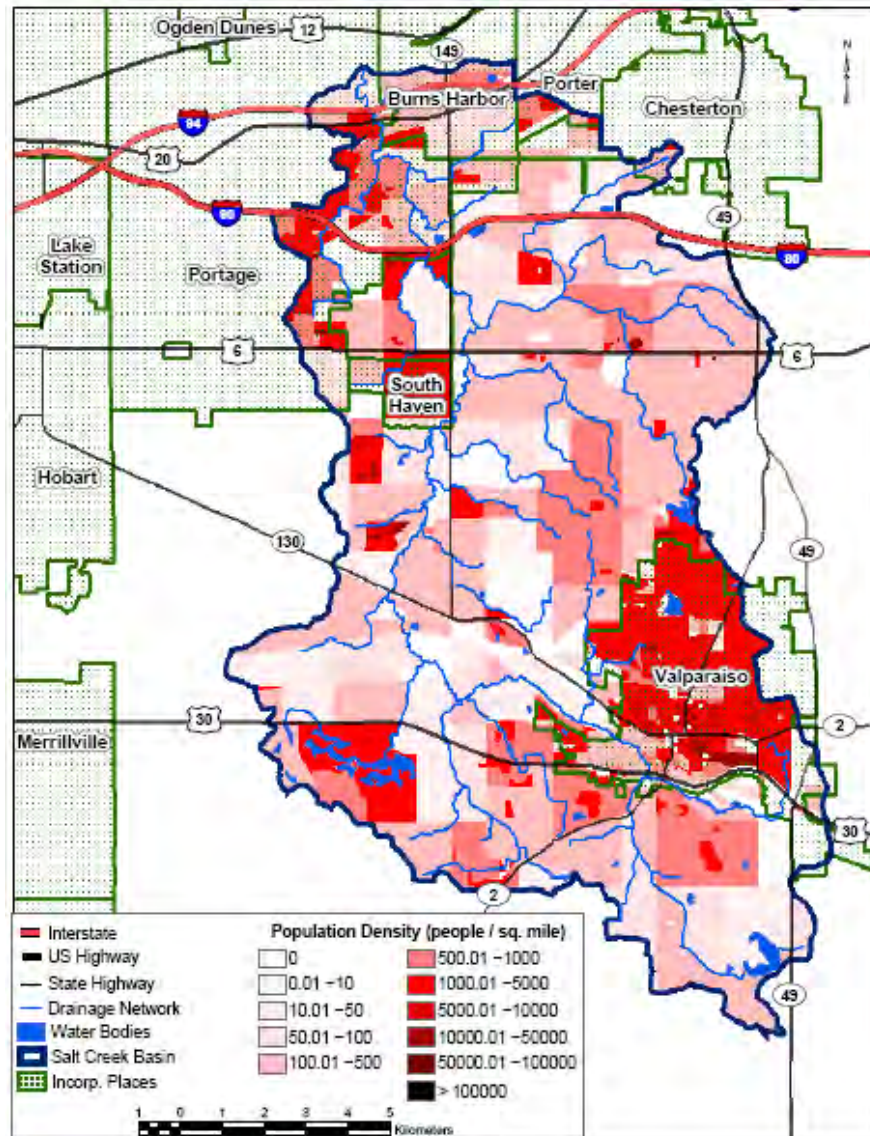 Ogden Dunes
12
149
N
Porter
Burns Harbor
Chesterton
94
20
49
90
80
Lake
Station
Portage
6
6
South
Haven
Hobart
130
49
Valparaiso
30
2
Merrillville
30
2
49
Interstate
US Highway
State Highway
Drainage Network
Water Bodies
Salt Creek Basin
Incorp. Places
Population Density (people / sq. mile)
0
0.01 −10
10.01 −50
50.01 −100
100.01 −500
500.01 −1000
1000.01 −5000
5000.01 −10000
10000.01 −50000
50000.01 −100000
> 100000
1 0 1 2 3 4 5
Kilometers